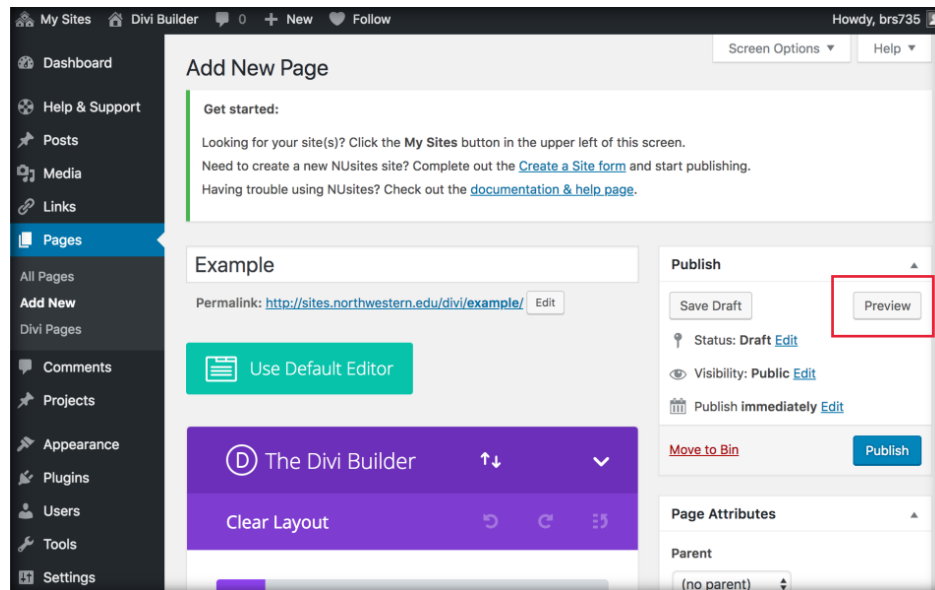 My Sites Divi Builder 0 + New Follow Howdy, brs735
Screen Options ▼ Help ▼
Dashboard
Help & Support
Posts
Media
Links
Pages
All Pages
Add New
Divi Pages
Comments
Projects
Appearance
Plugins
Users
Tools
Settings
Add New Page
Get started:
Looking for your site(s)? Click the My Sites button in the upper left of this screen.
Need to create a new NUsites site? Complete out the Create a Site form and start publishing.
Having trouble using NUsites? Check out the documentation & help page.
Example
Permalink: http://sites.northwestern.edu/divi/example/ Edit
Use Default Editor
D The Divi Builder
Clear Layout
Publish
Save Draft Preview
Status: Draft Edit
Visibility: Public Edit
Publish immediately Edit
Move to Bin Publish
Page Attributes
Parent
(no parent)